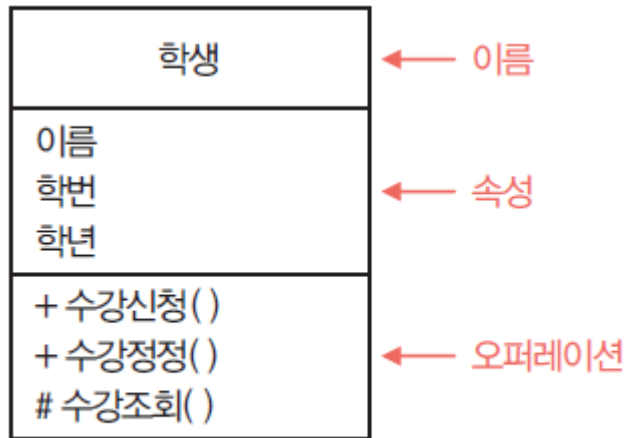 학생
이름
이름
학번
학년
속성
+ 수강신청( )
+ 수강정정( )
# 수강조회( )
오퍼레이션